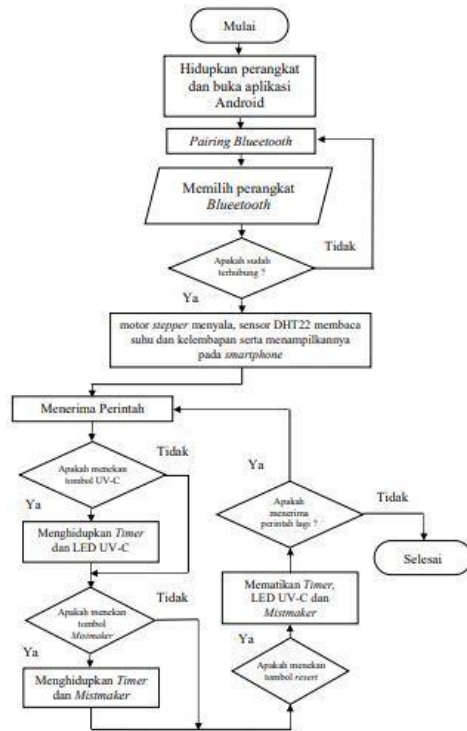 Mulai
Hidupkan perangkat
dan buka aplikasi
Android
Pairing Blueetooth
Memilih perangkat
Blueetooth
Apakah sudah
terhubung ?
Tidak
Ya
motor stepper menyala, sensor DHT22 membaca
suhu dan kelembapan serta menampilkannya
pada smartphone
Menerima Perintah
Apakah menekan
tombol UV-C
Tidak
Ya
Menghidupkan Timer
dan LED UV-C
Apakah menekan
tombol
Mostmaker
Tidak
Ya
Menghidupkan Timer
dan Mistmaker
Apakah menekan
tombol resert
Ya
Mematikan Timer,
LED UV-C dan
Mistmaker
Apakah
menerima
perintah lagi ?
Ya
Tidak
Selesai